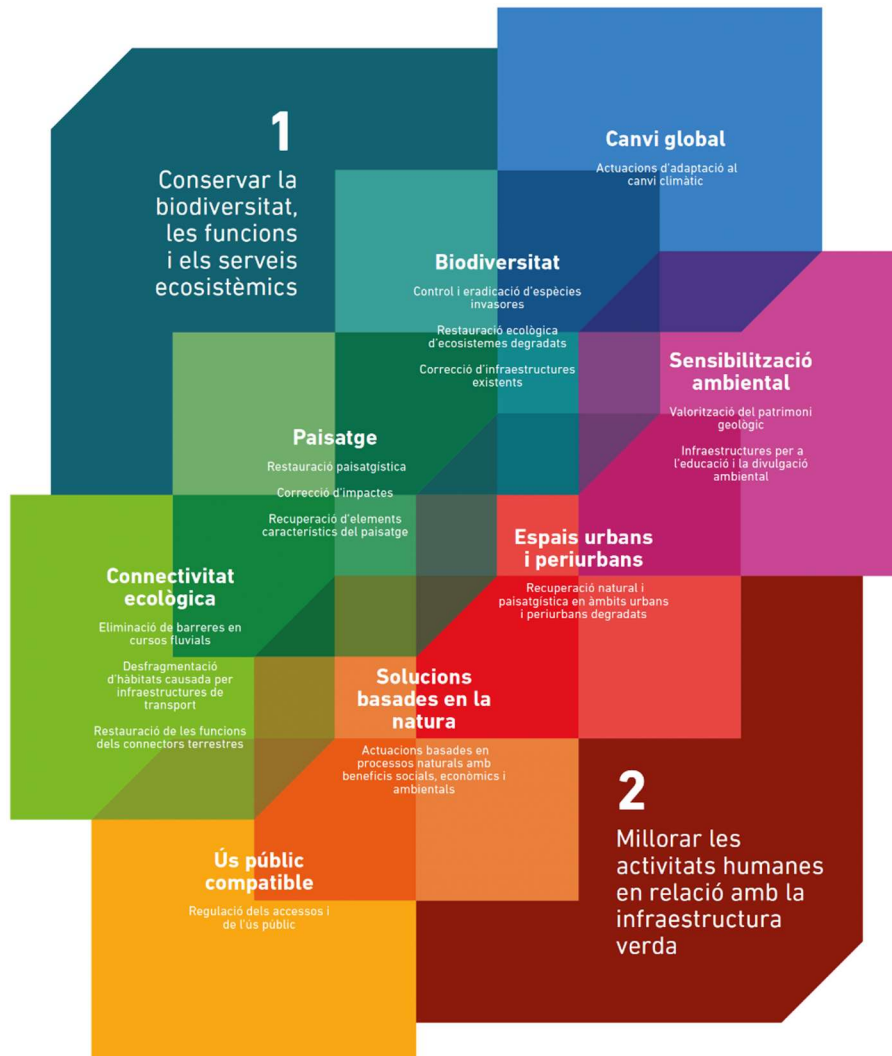 1
Conservar la
biodiversitat,
les funcions
i els serveis
ecosistèmics
Canvi global
Actuacions d'adaptació al
canvi climàtic
Biodiversitat
Control i eradicació d'espècies
invasores
Restauració ecològica
d'ecosistemes degradats
Correcció d'infraestructures
existents
Sensibilització
ambiental
Valorització del patrimoni
geològic
Infraestructures per a
l'educació i la divulgació
ambiental
Paisatge
Restauració paisatgística
Correcció d'impactes
Recuperació d'elements
característics del paisatge
Espais urbans
i periurbans
Recuperació natural i
paisatgística en àmbits urbans
i periurbans degradats
Connectivitat
ecològica
Eliminació de barreres en
cursos fluvials
Desfragmentació
d'hàbitats causada per
infraestructures de
transport
Restauració de les funcions
dels connectors terrestres
Solucions
basades en la
natura
Actuacions basades en
processos naturals amb
beneficis socials, econòmics i
ambientals
Ús públic
compatible
Regulació dels accessos i
de l'ús públic
2
Millorar les
activitats humanes
en relació amb la
infraestructura
verda